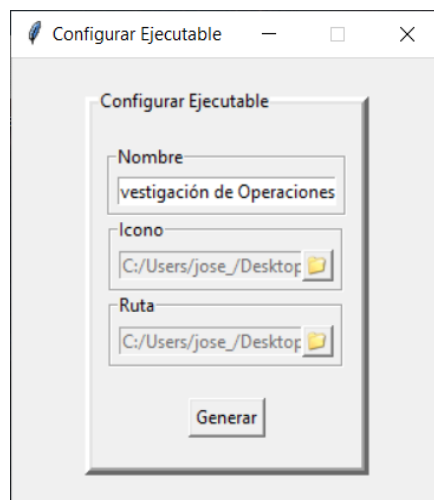 Configurar Ejecutable
Configurar Ejecutable
Nombre
vestigación de Operaciones
Icono
C:/Users/jose_/Desktop
Ruta
C:/Users/jose_/Desktop
Generar